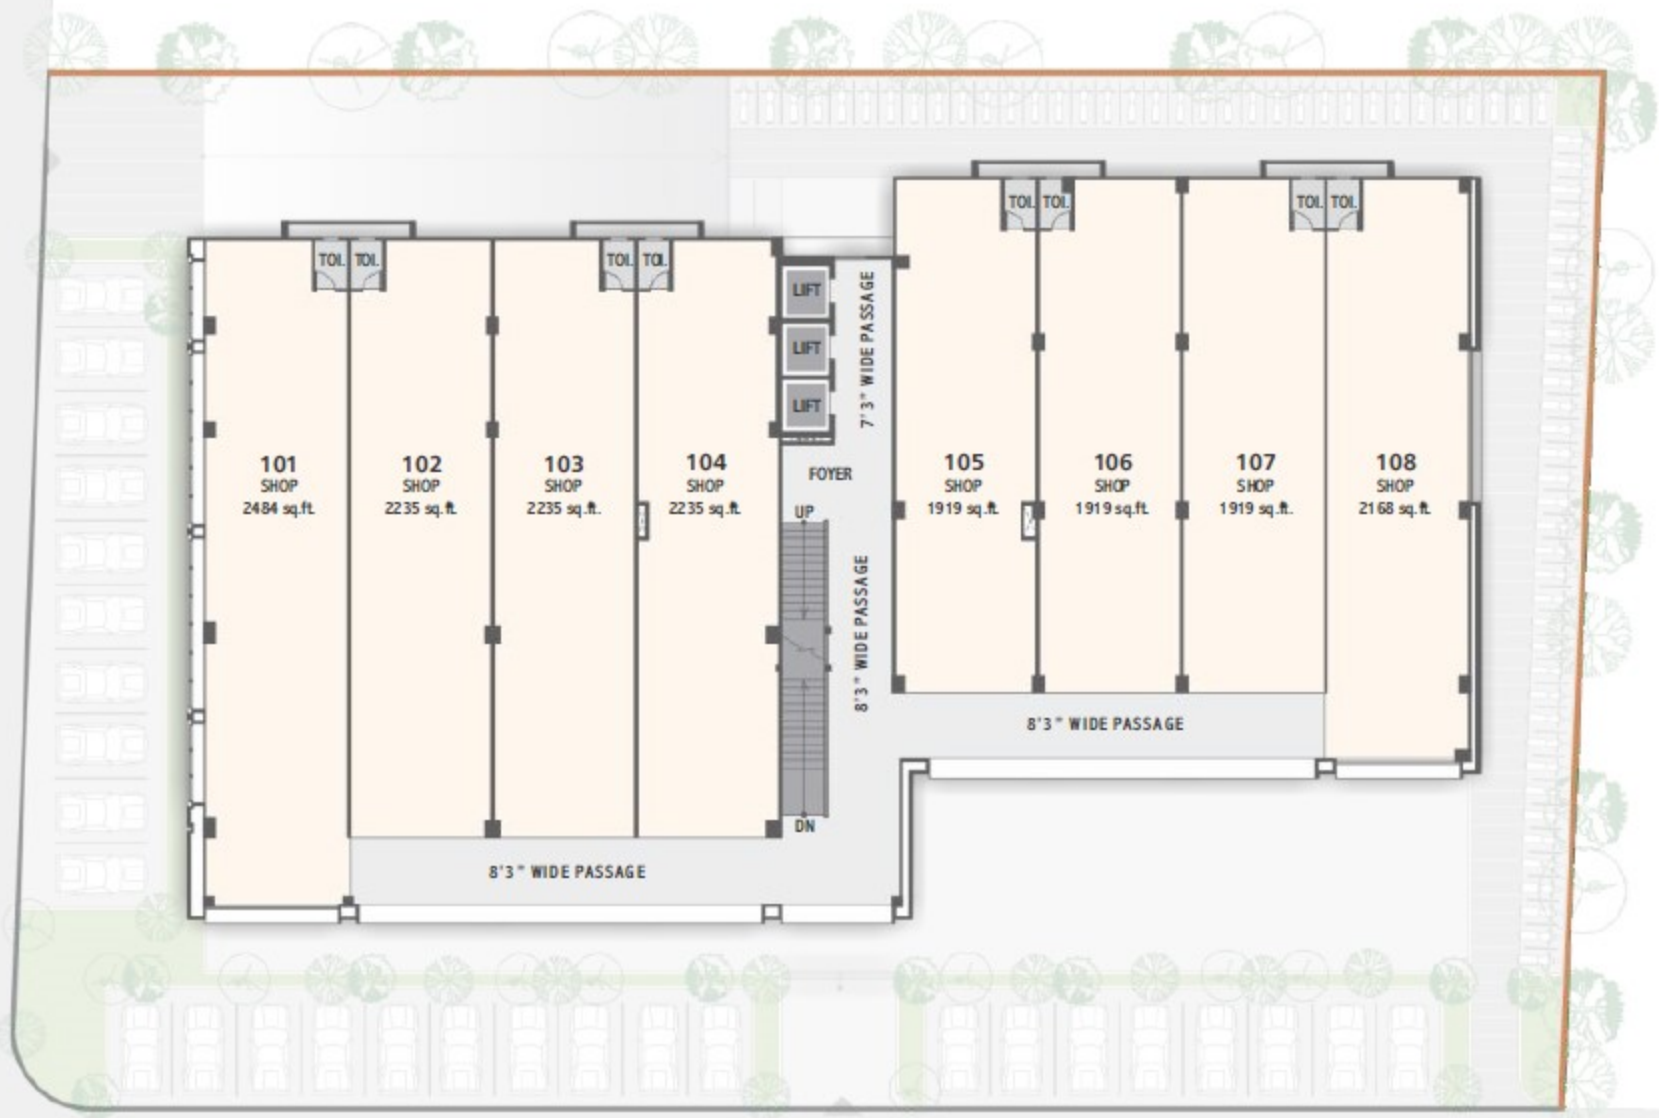 TOI. TOI.
TOI. TOI.
TOI. TOI.
TOI. TOI.
LIFT
LIFT
LIFT
7'3" WIDE PASSAGE
101
SHOP
2484 sq.ft.
102
SHOP
2235 sq.ft.
103
SHOP
2235 sq.ft.
104
SHOP
2235 sq.ft.
FOYER
UP
105
SHOP
1919 sq.ft.
106
SHOP
1919 sq.ft.
107
SHOP
1919 sq.ft.
108
SHOP
2168 sq.ft.
8'3" WIDE PASSAGE
8'3" WIDE PASSAGE
DN
8'3" WIDE PASSAGE